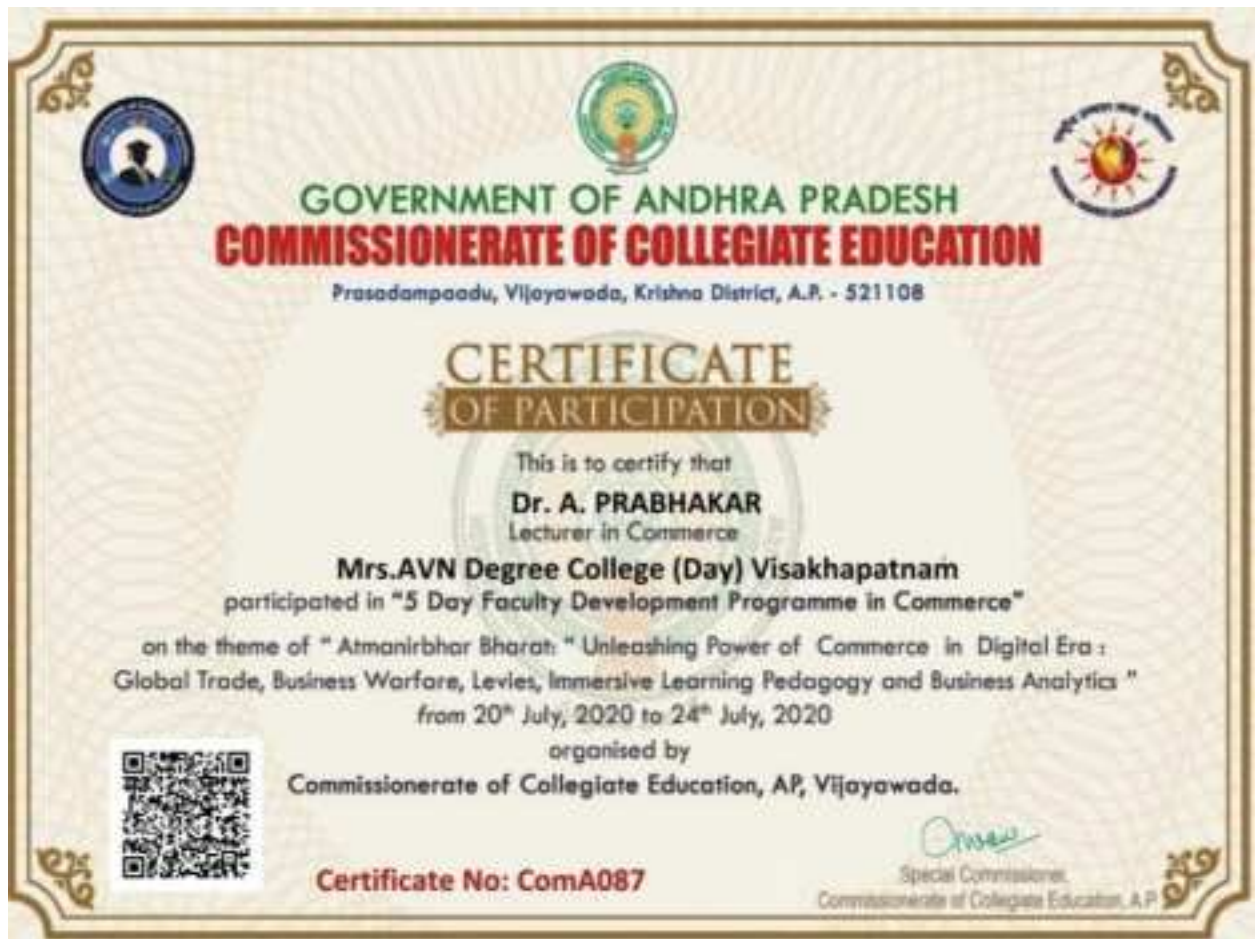 GOVERNMENT OF ANDHRA PRADESH
COMMISSIONERATE OF COLLEGIATE EDUCATION
Prasadampaadu, Vijayawada, Krishna District, A.P. - 521108
CERTIFICATE
OF PARTICIPATION
This is to certify that
Dr. A. PRABHAKAR
Lecturer in Commerce
Mrs.AVN Degree College (Day) Visakhapatnam
participated in "5 Day Faculty Development Programme in Commerce"
on the theme of " Atmanirbhar Bharat: " Unleashing Power of Commerce in Digital Era :
Global Trade, Business Warfare, Levies, Immersive Learning Pedagogy and Business Analytics "
from 20th July, 2020 to 24th July, 2020
organised by
Commissionerate of Collegiate Education, AP, Vijayawada.
Certificate No: ComA087
Special Commissioner,
Commissionerate of Collegiate Education, A.P